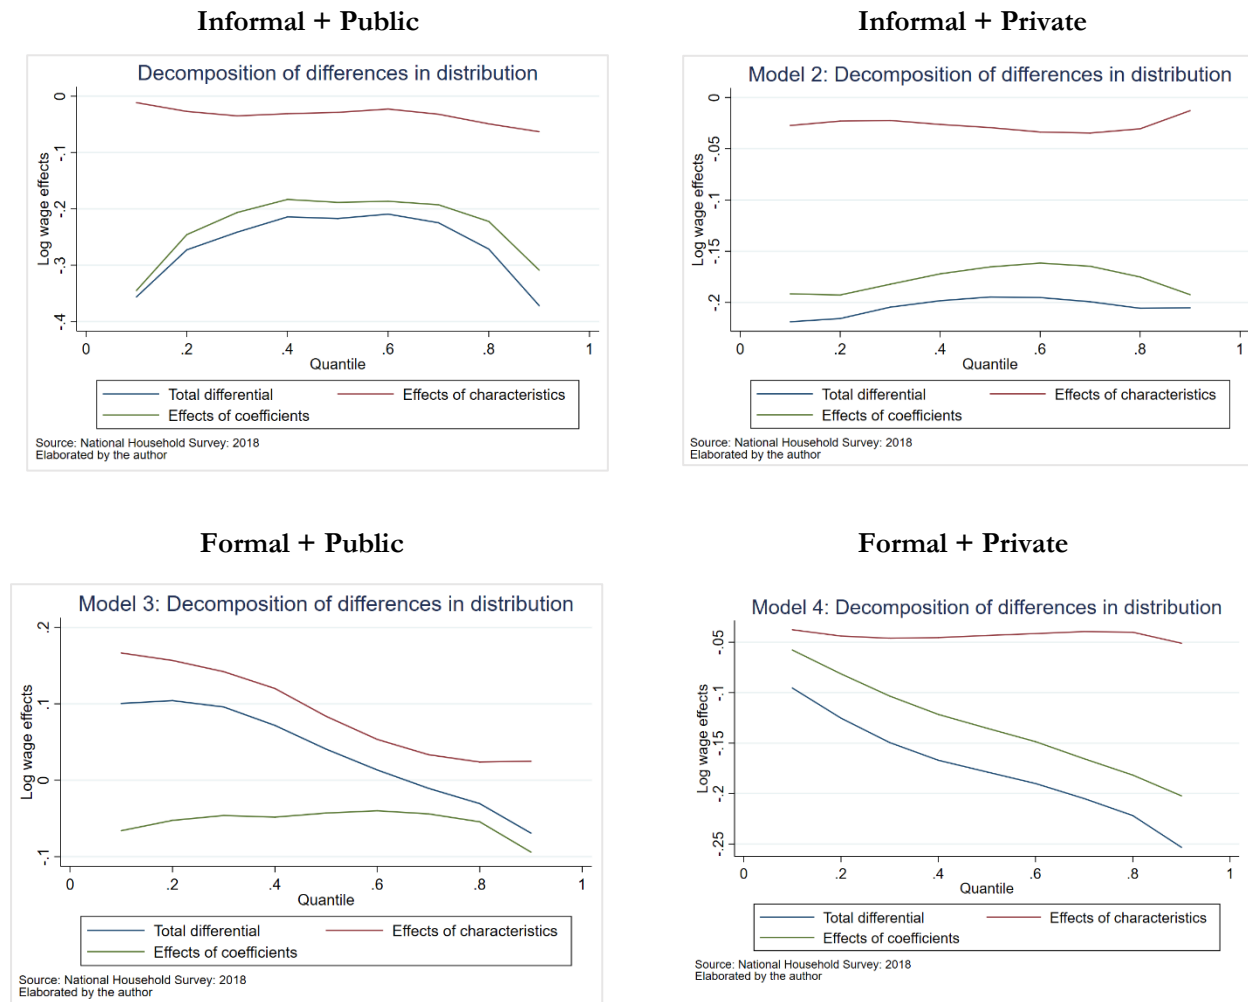 Informal + Public
Decomposition of differences in distribution
Log wage effects
0
-.1
-.2
-.3
-.4
0 .2 .4 .6 .8 1
Quantile
Total differential Effects of characteristics
Effects of coefficients
Source: National Household Survey: 2018
Elaborated by the author
Informal + Private
Model 2: Decomposition of differences in distribution
Log wage effects
0
-.05
-.1
-.15
-.2
0 .2 .4 .6 .8 1
Quantile
Total differential Effects of characteristics
Effects of coefficients
Source: National Household Survey: 2018
Elaborated by the author
Formal + Public
Model 3: Decomposition of differences in distribution
Log wage effects
.2
.1
0
-.1
0 .2 .4 .6 .8 1
Quantile
Total differential Effects of characteristics
Effects of coefficients
Source: National Household Survey: 2018
Elaborated by the author
Formal + Private
Model 4: Decomposition of differences in distribution
Log wage effects
-.05
-.1
-.15
-.2
-.25
0 .2 .4 .6 .8 1
Quantile
Total differential Effects of characteristics
Effects of coefficients
Source: National Household Survey: 2018
Elaborated by the author